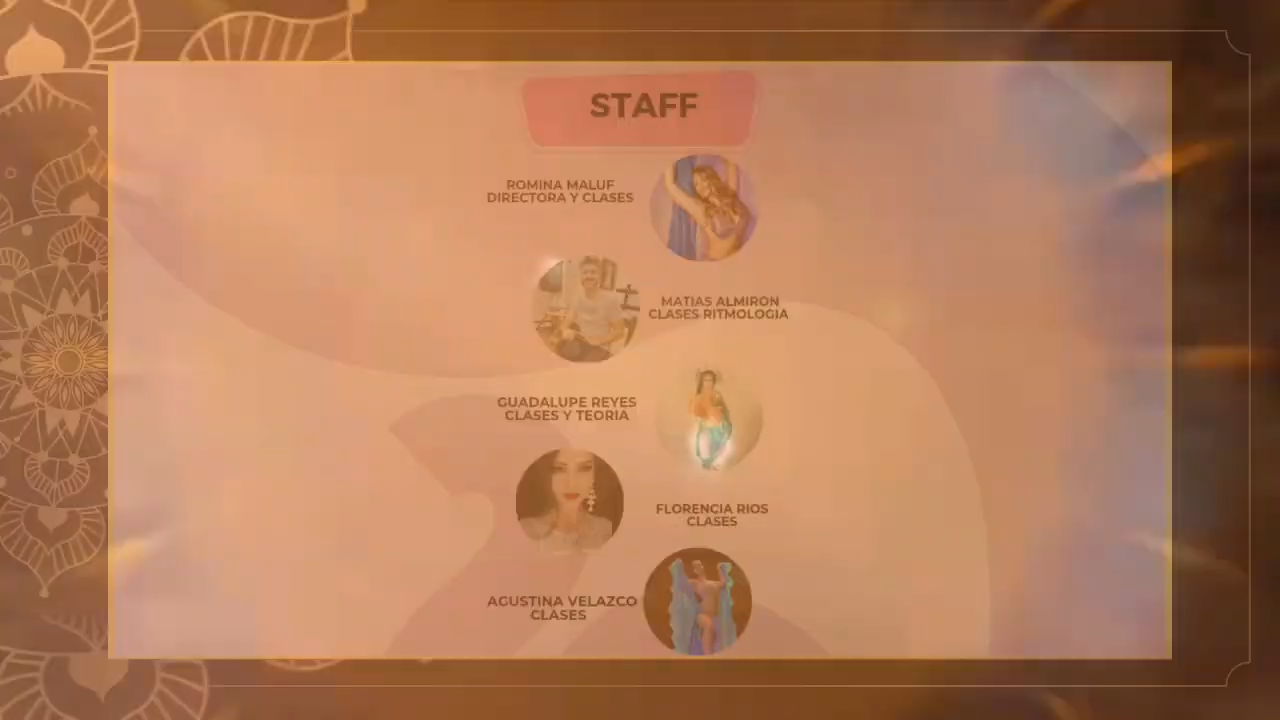 STAFF
ROMINA MALUF
DIRECTORA Y CLASES
MATIAS ALMIRON
CLASES RITMOLOGIA
GUADALUPE REYES
CLASES Y TEORIA
FLORENCIA RIOS
CLASES
AGUSTINA VELAZCO
CLASES